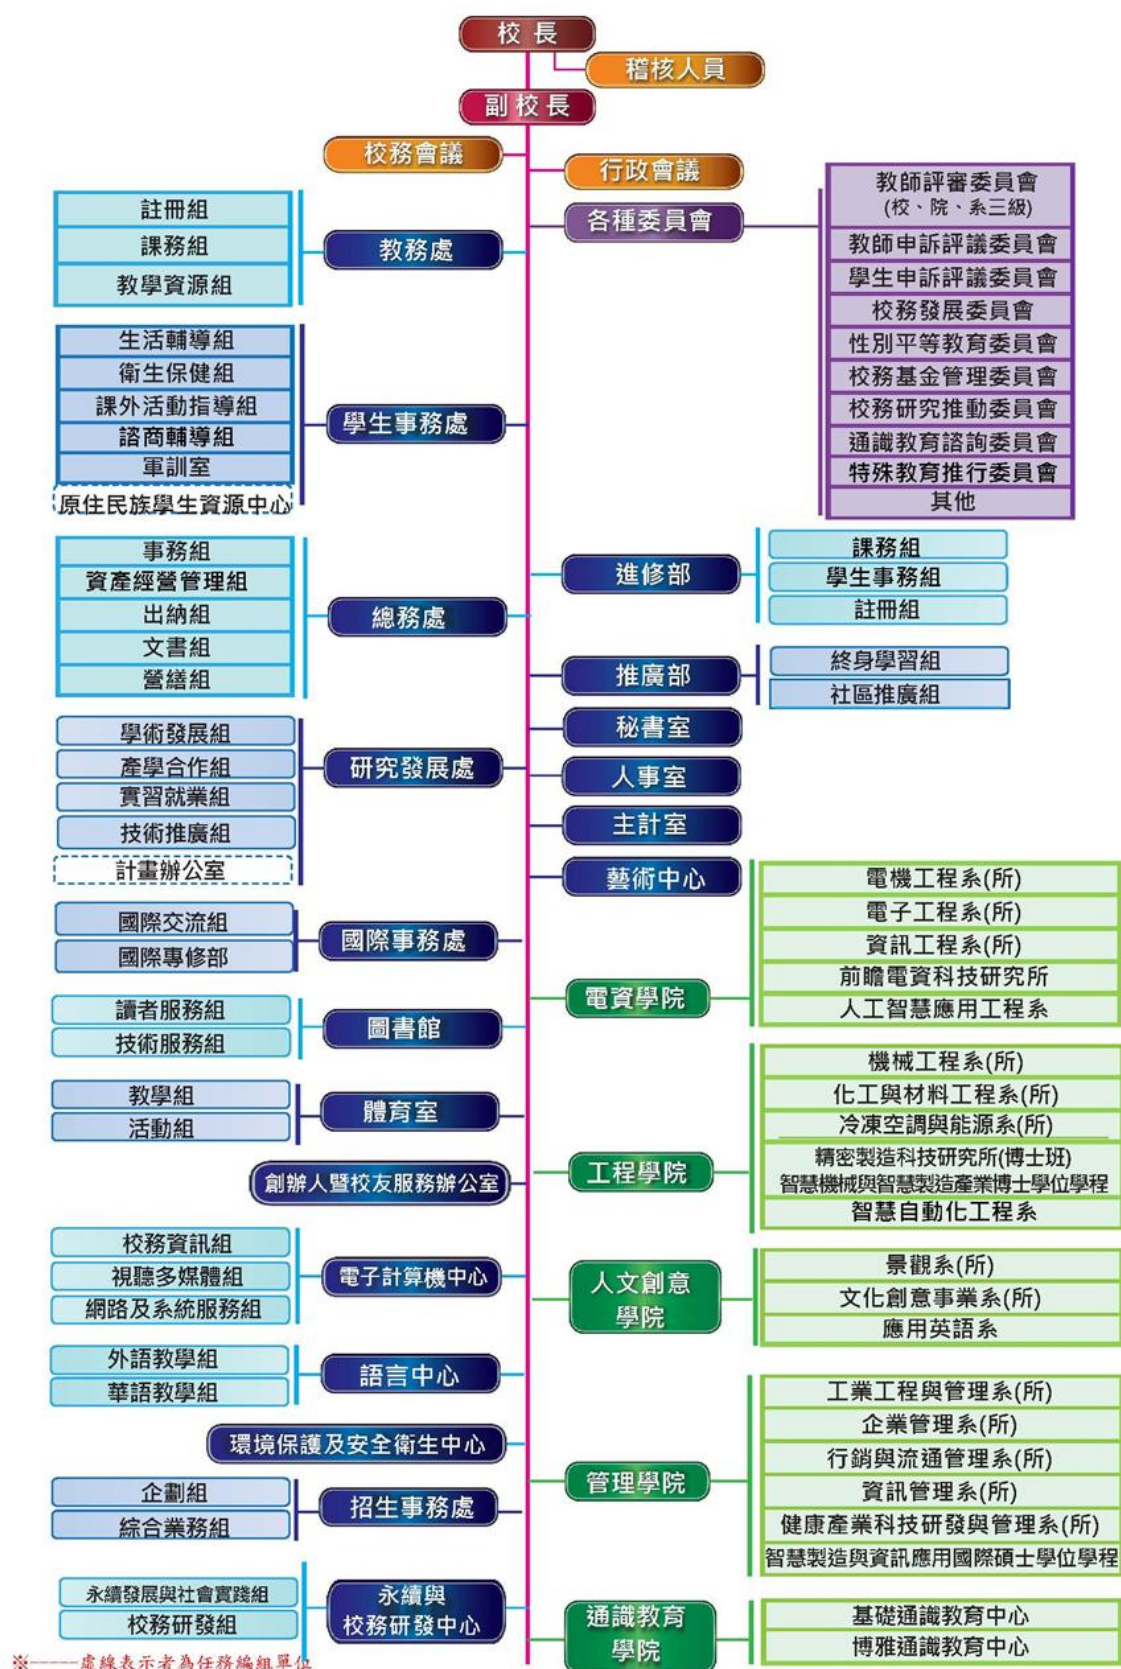 校長
稽核人員
副校長
校務會議
行政會議
各種委員會
教師評審委員會
(校、院、系三級)
教師申訴評議委員會
學生申訴評議委員會
校務發展委員會
性別平等教育委員會
校務基金管理委員會
校務研究推動委員會
通識教育諮詢委員會
特殊教育推行委員會
其他
教務處
註冊組
課務組
教學資源組
學生事務處
生活輔導組
衛生保健組
課外活動指導組
諮商輔導組
軍訓室
原住民族學生資源中心
總務處
事務組
資產經營管理組
出納組
文書組
營繕組
進修部
課務組
學生事務組
註冊組
推廣部
終身學習組
社區推廣組
秘書室
人事室
主計室
藝術中心
研究發展處
學術發展組
產學合作組
實習就業組
技術推廣組
計畫辦公室
國際事務處
國際交流組
國際專修部
圖書館
讀者服務組
技術服務組
體育室
教學組
活動組
創辦人暨校友服務辦公室
電子計算機中心
校務資訊組
視聽多媒體組
網路及系統服務組
語言中心
外語教學組
華語教學組
環境保護及安全衛生中心
招生事務處
企劃組
綜合業務組
永續與
校務研發中心
永續發展與社會實踐組
校務研發組
電資學院
電機工程系(所)
電子工程系(所)
資訊工程系(所)
前瞻電資科技研究所
人工智慧應用工程系
工程學院
機械工程系(所)
化工與材料工程系(所)
冷凍空調與能源系(所)
精密製造科技研究所(博士班)
智慧機械與智慧製造產業博士學位學程
智慧自動化工程系
人文創意
學院
景觀系(所)
文化創意事業系(所)
應用英語系
管理學院
工業工程與管理系(所)
企業管理系(所)
行銷與流通管理系(所)
資訊管理系(所)
健康產業科技研發與管理系(所)
智慧製造與資訊應用國際碩士學位學程
通識教育
學院
基礎通識教育中心
博雅通識教育中心
※-----虛線表示者為任務編組單位